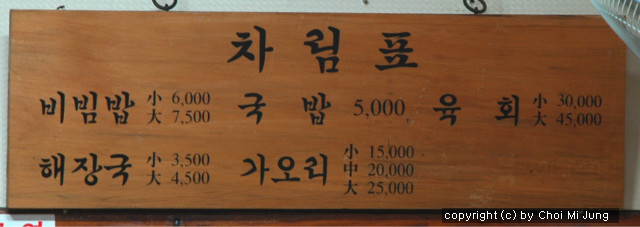 차림표
비빔밥 小 6,000 大 7,500 국밥 5,000 육회 小 30,000 大 45,000
해장국 小 3,500 大 4,500 가오리 小 15,000 中 20,000 大 25,000
copyright (c) by Choi Mi Jung